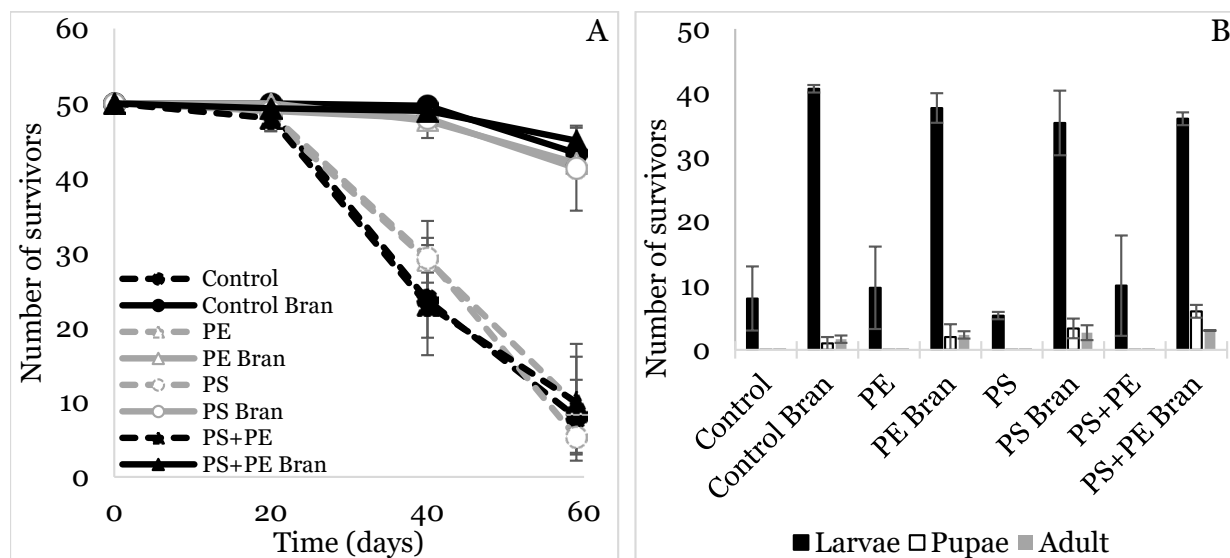 A
Number of survivors
60
50
40
30
20
10
0
Control
Control Bran
PE
PE Bran
PS
PS Bran
PS+PE
PS+PE Bran
0 20 40 60
Time (days)
B
Number of survivors
50
40
30
20
10
0
Control
Control Bran
PE
PE Bran
PS
PS Bran
PS+PE
PS+PE Bran
Larvae Pupae Adult